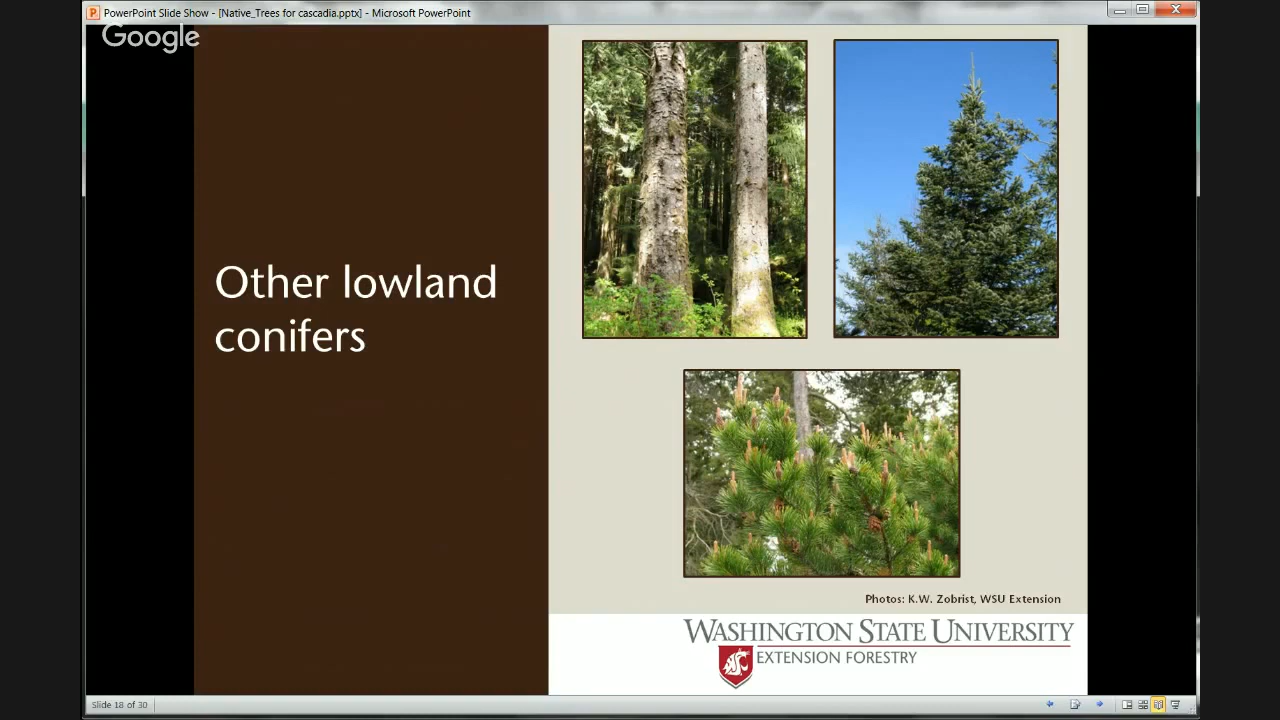 PowerPoint Slide Show - [Native_Trees for cascadia.pptx] - Microsoft PowerPoint
Google
Other lowland
conifers
Photos: K.W. Zobrist, WSU Extension
WASHINGTON STATE UNIVERSITY
EXTENSION FORESTRY
Slide 18 of 30